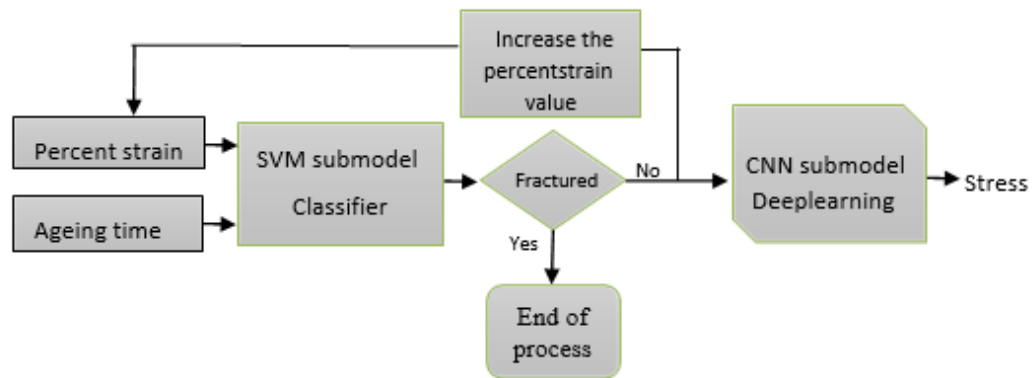 Increase the
percentstrain
value
Percent strain
Ageing time
SVM submodel
Classifier
Fractured
No
Yes
CNN submodel
Deeplearning
Stress
End of
process